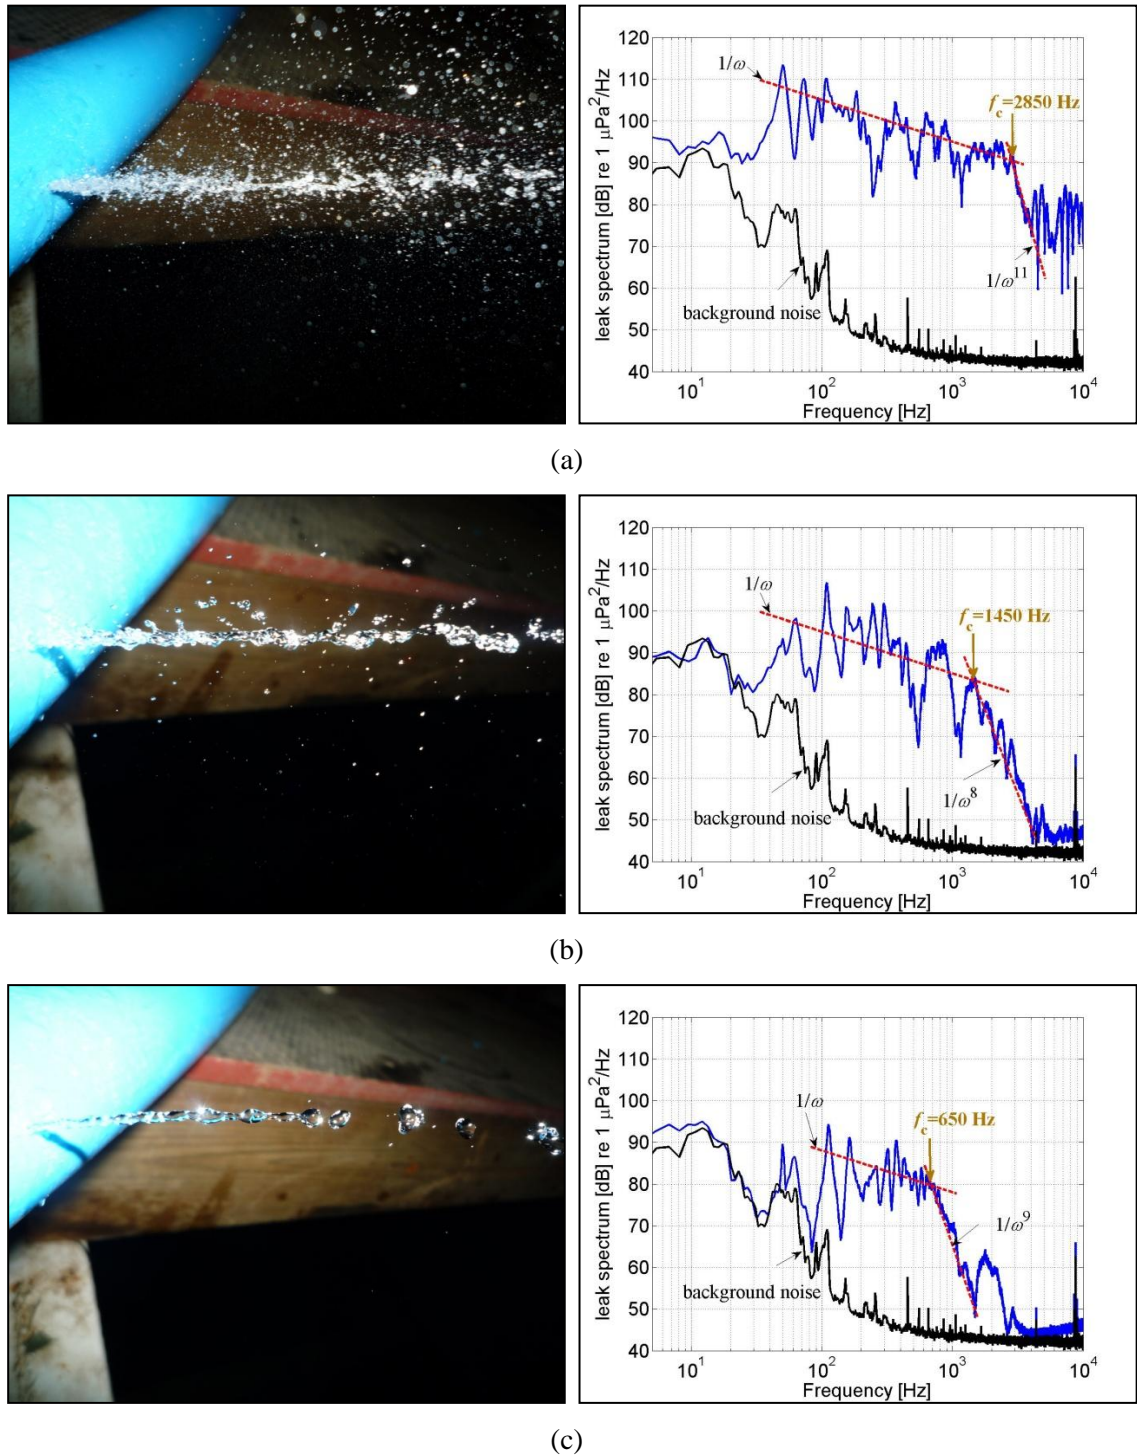 120
110
100
90
80
70
60
50
40
leak spectrum [dB] re 1 μPa²/Hz
1/ω
f_c=2850 Hz
1/ω¹¹
background noise
10¹ 10² 10³ 10⁴
Frequency [Hz]
(a)
120
110
100
90
80
70
60
50
40
leak spectrum [dB] re 1 μPa²/Hz
1/ω
f_c=1450 Hz
1/ω⁸
background noise
10¹ 10² 10³ 10⁴
Frequency [Hz]
(b)
120
110
100
90
80
70
60
50
40
leak spectrum [dB] re 1 μPa²/Hz
1/ω
f_c=650 Hz
1/ω⁹
background noise
10¹ 10² 10³ 10⁴
Frequency [Hz]
(c)